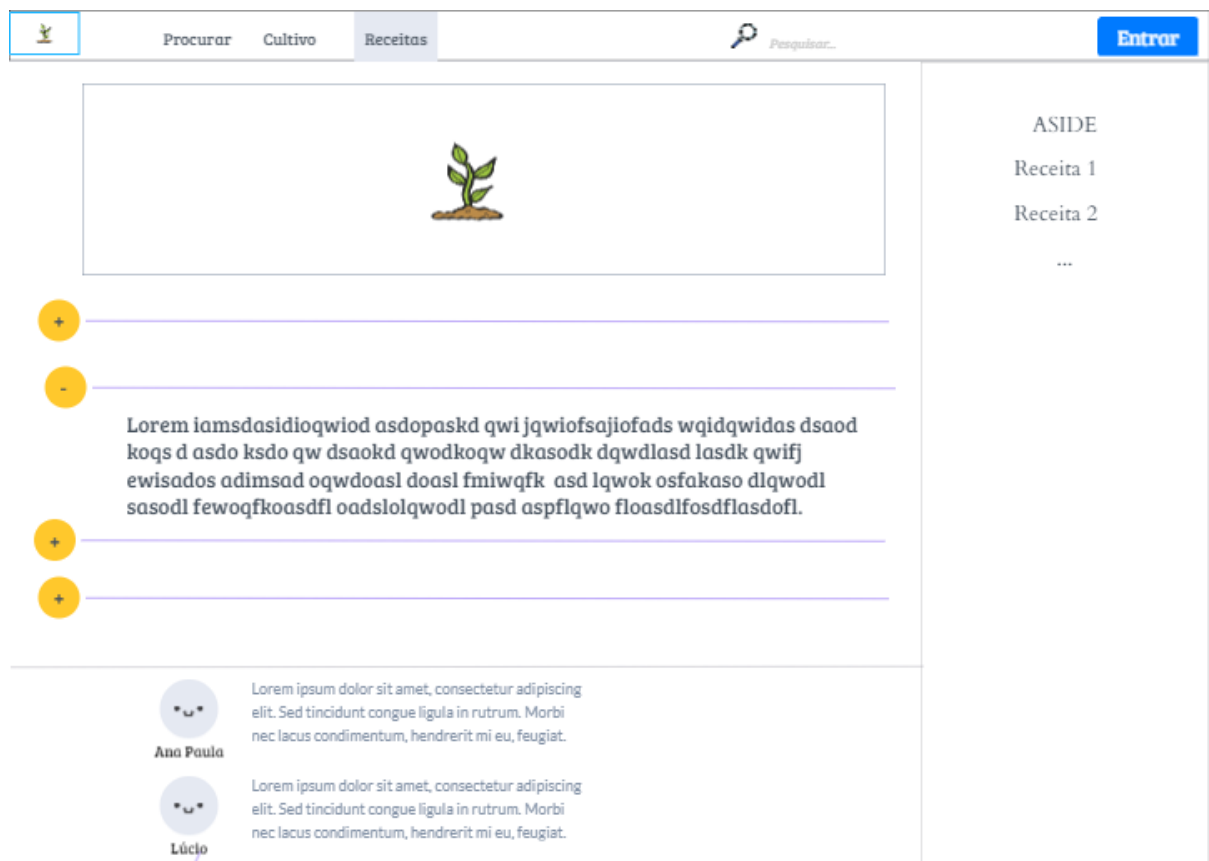 Procurar Cultivo Receitas Pesquisar... Entrar
ASIDE
Receita 1
Receita 2
...
+
-
Lorem iamsdasidioqwiod asdopaskd qwi jqwiofsajiofads wqidqwidas dsaod
koqs d asdo ksdo qw dsaokd qwodkoqw dkasodk dqwdlasd lasdk qwifj
ewisados adimsad oqwdoasl doasl fmiwqfk asd lqwok osfakaso dlqwodl
sasodl fewoqfkoasdfl oadslolqwodl pasd aspflqwo floasdlfosdflasdofl.
+
+
Lorem ipsum dolor sit amet, consectetur adipiscing
elit. Sed tincidunt congue ligula in rutrum. Morbi
nec lacus condimentum, hendrerit mi eu, feugiat.
Ana Paula
Lorem ipsum dolor sit amet, consectetur adipiscing
elit. Sed tincidunt congue ligula in rutrum. Morbi
nec lacus condimentum, hendrerit mi eu, feugiat.
Lúcio